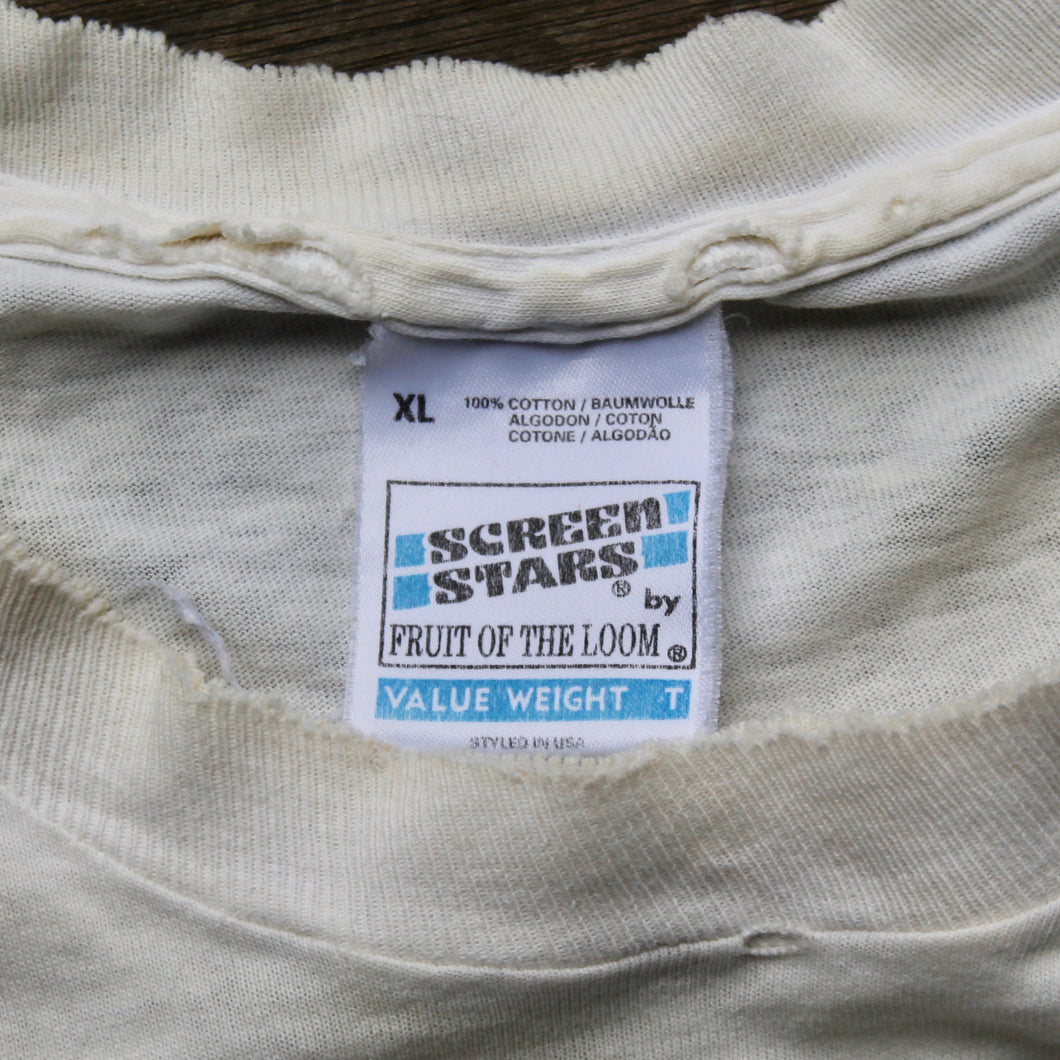 XL
100% COTTON / BAUMWOLLE
ALGODON / COTON
COTONE / ALGODÃO
SCREEN
STARS®
by
FRUIT OF THE LOOM®
VALUE WEIGHT T
STYLED IN USA